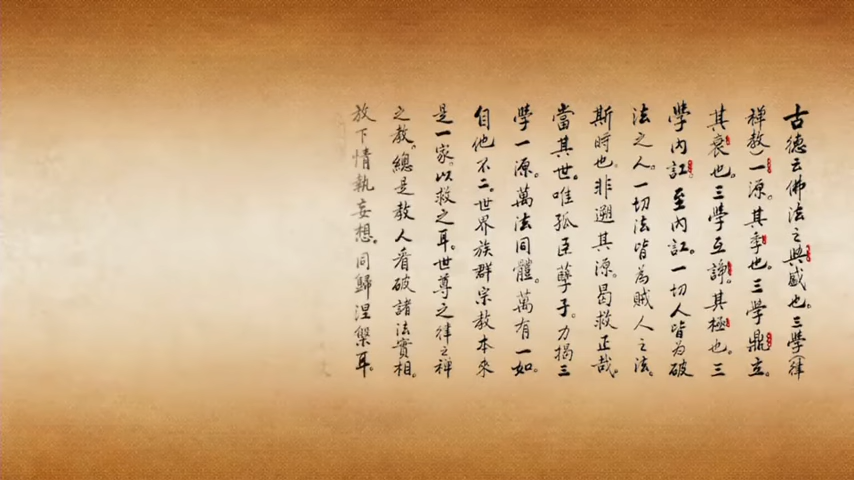 古德云佛法之興盛也。三學(律
禪教)一源。其季也。三學鼎立。
其衰也。三學互諍。其極也。三
學內訌。至內訌。一切人皆為破
法之人。一切法皆為賊人之法。
斯時也。非遡其源。曷救正哉。
當其世。唯孤臣孽子。力揭三
學一源。萬法同體。萬有一如。
自他不二。世界族群宗教本來
是一家。以救之耳。世尊之律之禪
之教。總是教人看破諸法實相。
放下情執妄想。同歸涅槃耳。